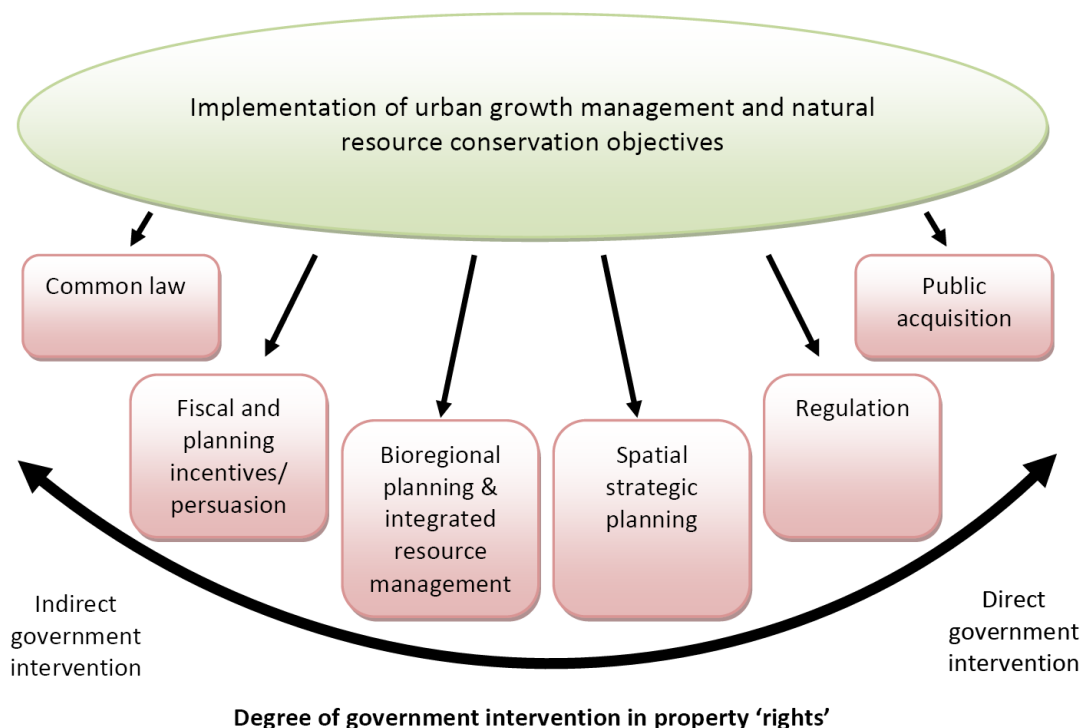 Implementation of urban growth management and natural
resource conservation objectives
Common law
Public
acquisition
Fiscal and
planning
incentives/
persuasion
Regulation
Bioregional
planning &
integrated
resource
management
Spatial
strategic
planning
Indirect
government
intervention
Direct
government
intervention
Degree of government intervention in property ‘rights’